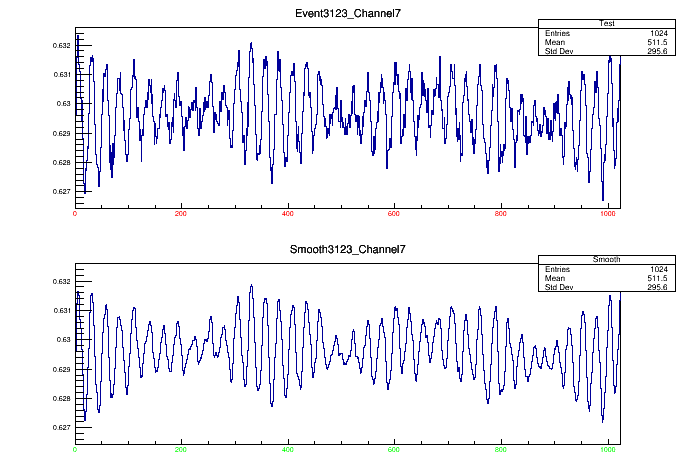 Event3123_Channel7
Test
Entries 1024
Mean 511.5
Std Dev 295.6
0.632
0.631
0.63
0.629
0.628
0.627
0 200 400 600 800 1000
Smooth3123_Channel7
Smooth
Entries 1024
Mean 511.5
Std Dev 295.6
0.632
0.631
0.63
0.629
0.628
0.627
0 200 400 600 800 1000